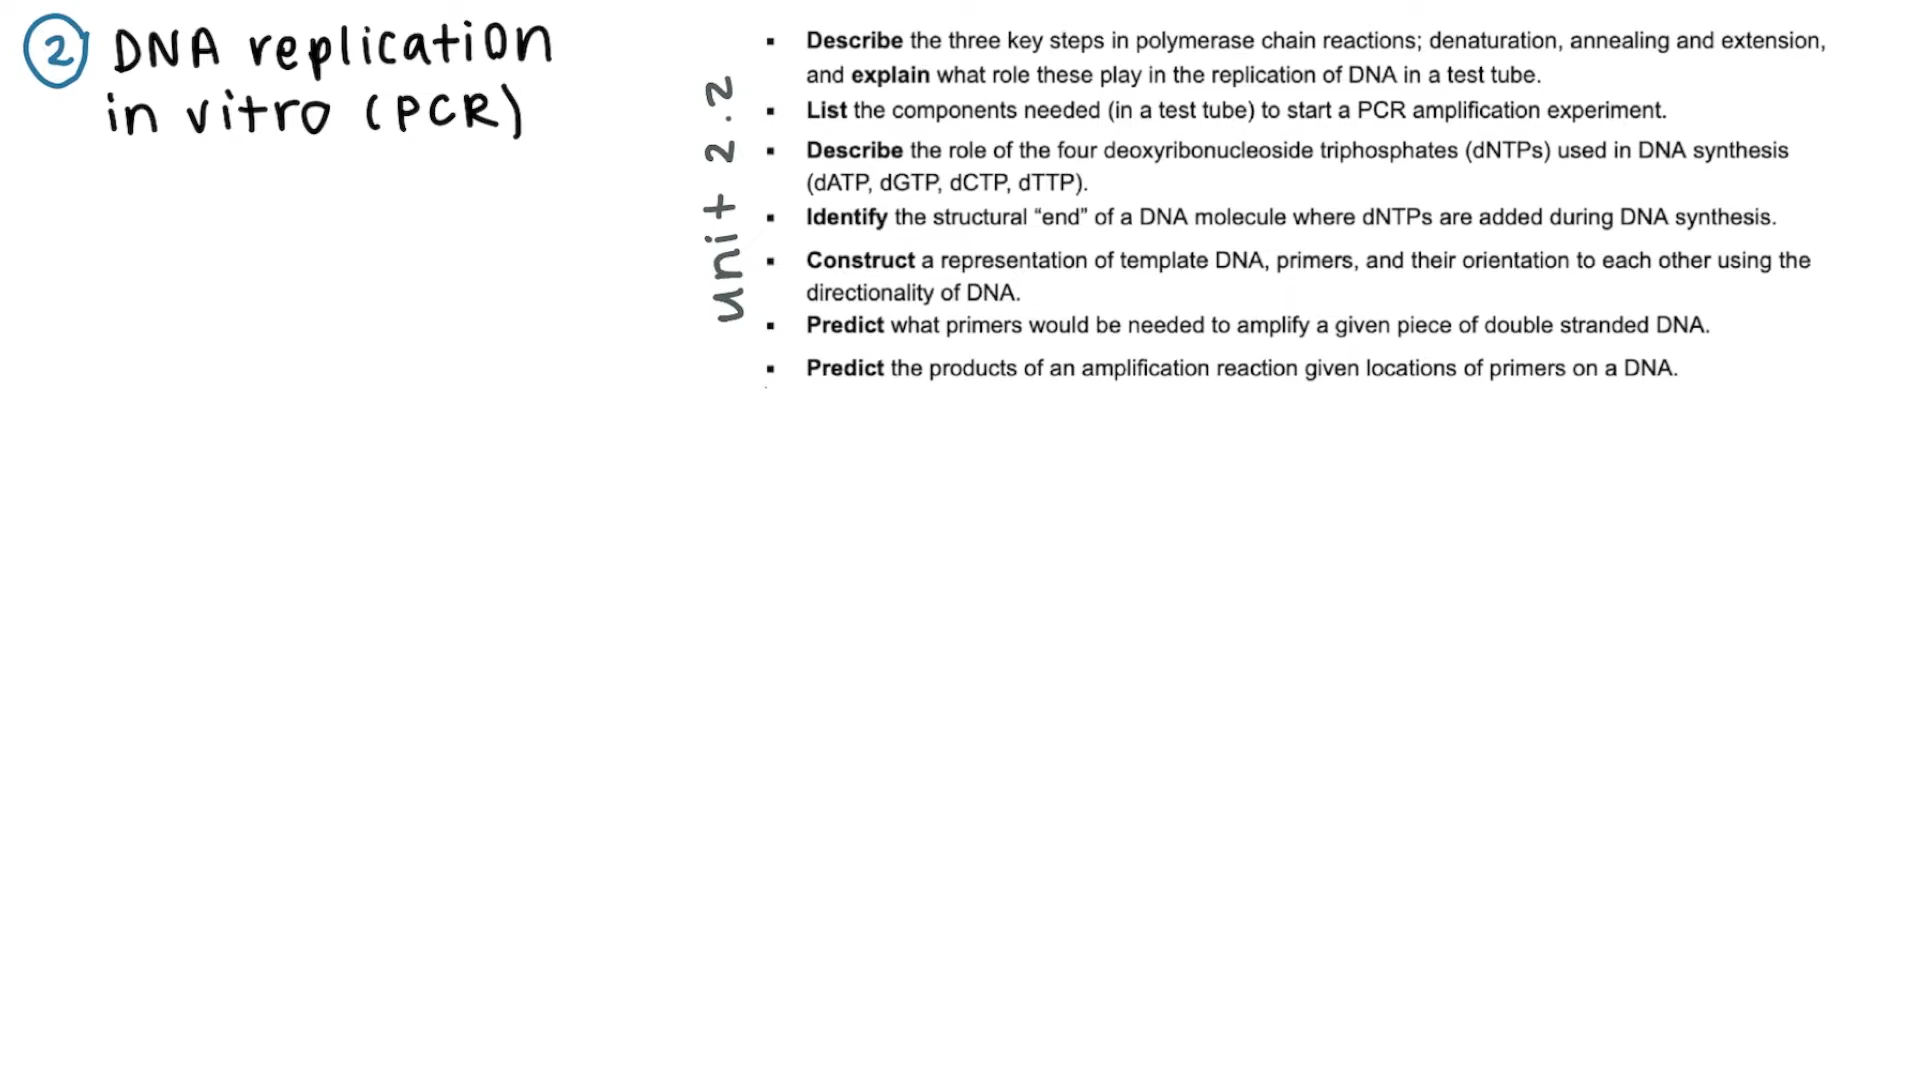 2 DNA replication
in vitro (PCR)
unit 2.2
▪ Describe the three key steps in polymerase chain reactions; denaturation, annealing and extension,
and explain what role these play in the replication of DNA in a test tube.
▪ List the components needed (in a test tube) to start a PCR amplification experiment.
▪ Describe the role of the four deoxyribonucleoside triphosphates (dNTPs) used in DNA synthesis
(dATP, dGTP, dCTP, dTTP).
▪ Identify the structural “end” of a DNA molecule where dNTPs are added during DNA synthesis.
▪ Construct a representation of template DNA, primers, and their orientation to each other using the
directionality of DNA.
▪ Predict what primers would be needed to amplify a given piece of double stranded DNA.
▪ Predict the products of an amplification reaction given locations of primers on a DNA.